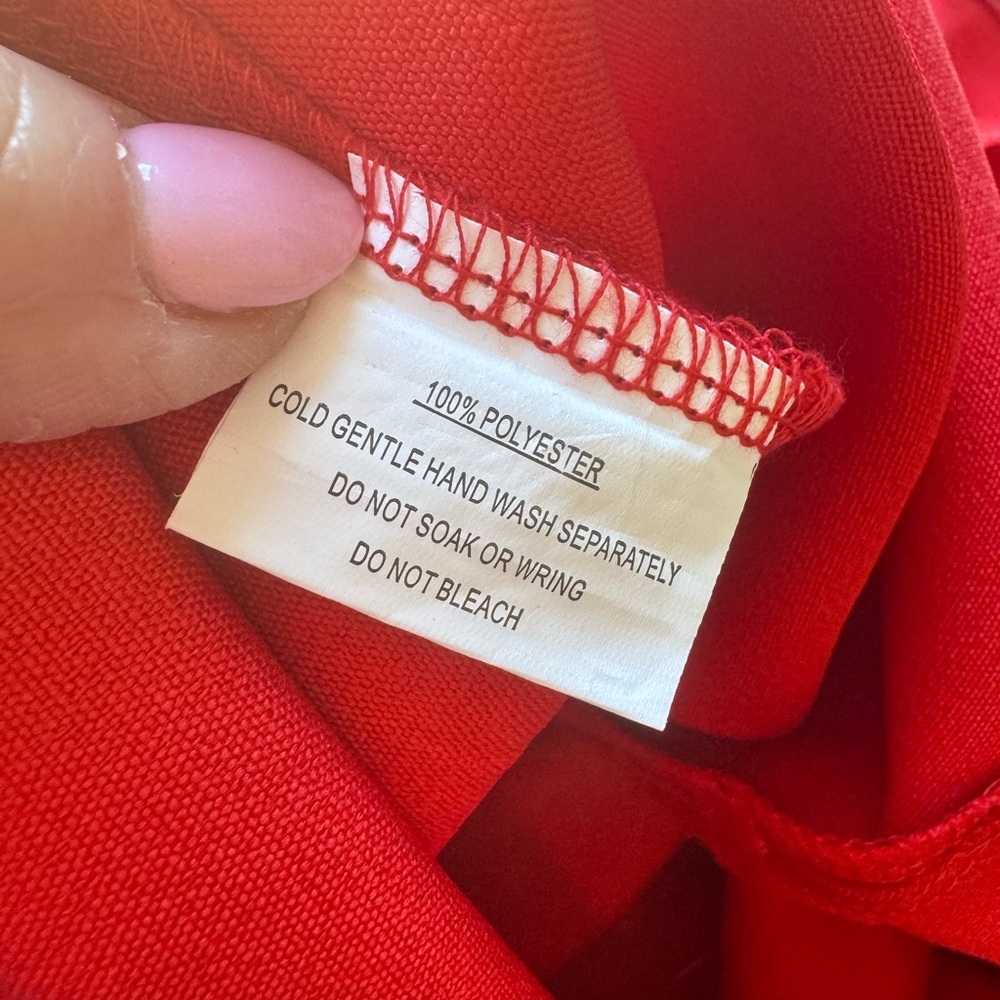 100% POLYESTER
COLD GENTLE HAND WASH SEPARATELY
DO NOT SOAK OR WRING
DO NOT BLEACH